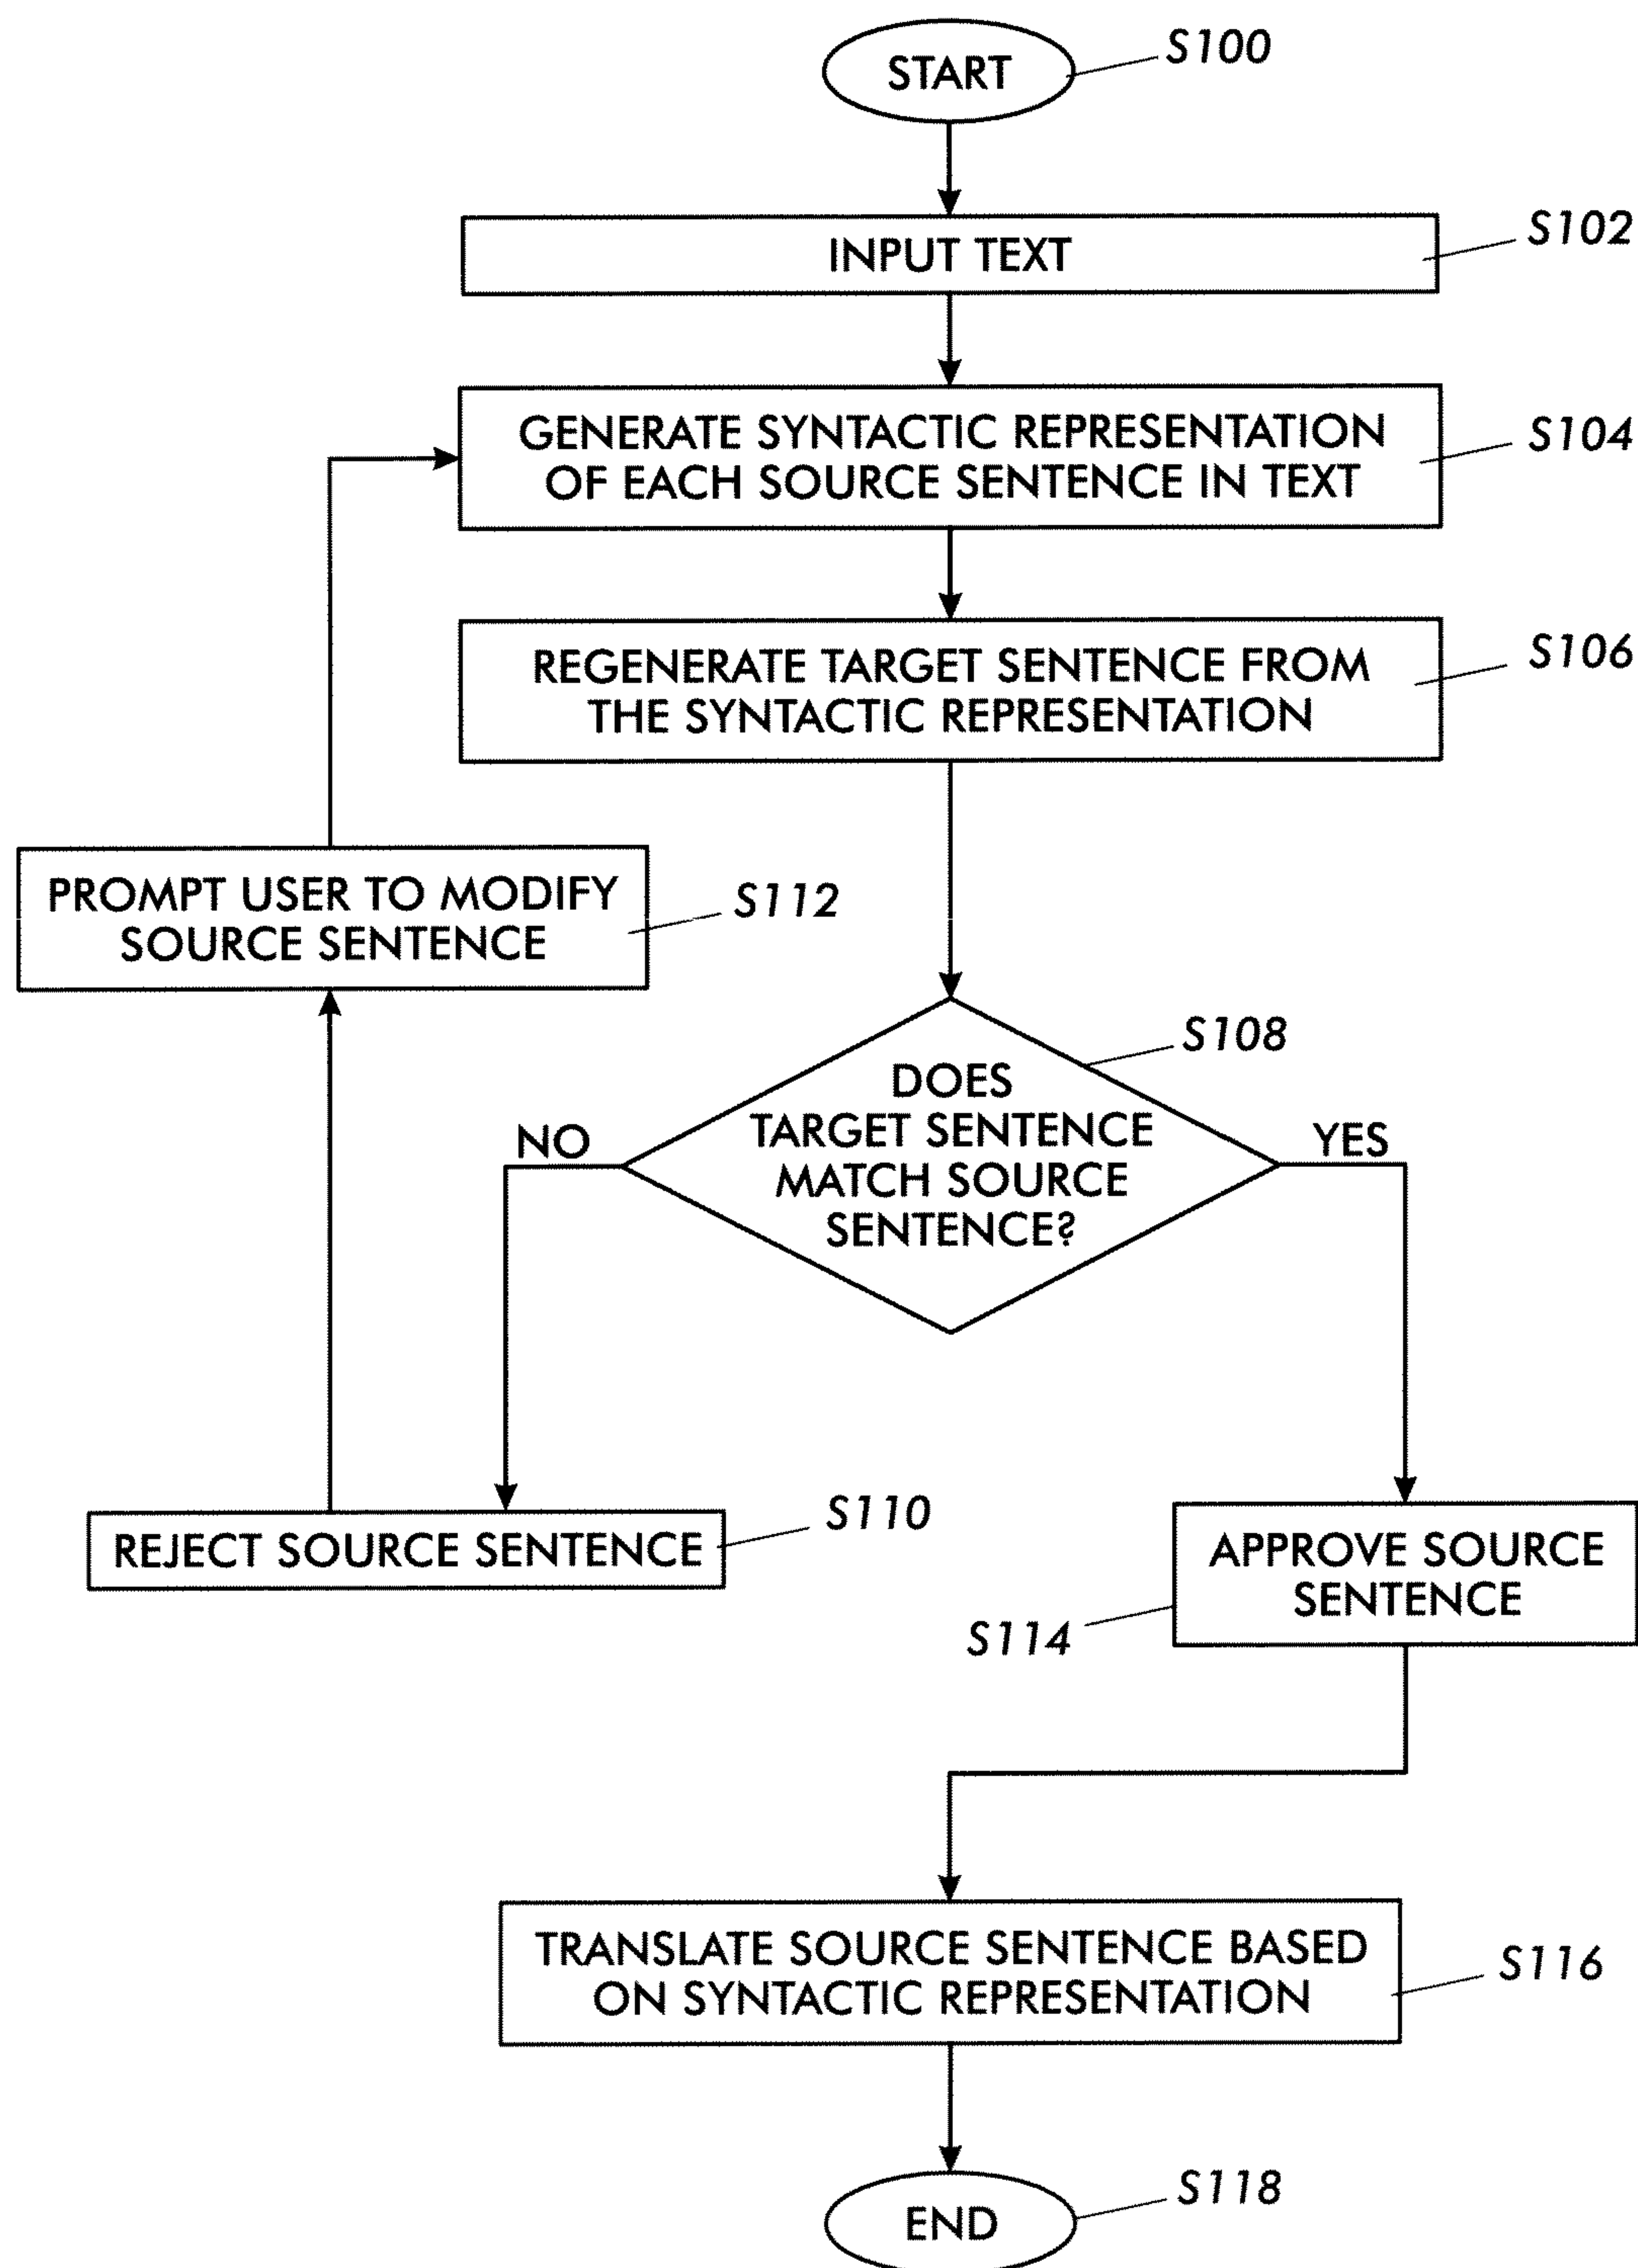 START
S100
INPUT TEXT
S102
GENERATE SYNTACTIC REPRESENTATION
OF EACH SOURCE SENTENCE IN TEXT
S104
REGENERATE TARGET SENTENCE FROM
THE SYNTACTIC REPRESENTATION
S106
PROMPT USER TO MODIFY
SOURCE SENTENCE
S112
DOES
TARGET SENTENCE
MATCH SOURCE
SENTENCE?
S108
NO
YES
REJECT SOURCE SENTENCE
S110
APPROVE SOURCE
SENTENCE
S114
TRANSLATE SOURCE SENTENCE BASED
ON SYNTACTIC REPRESENTATION
S116
END
S118